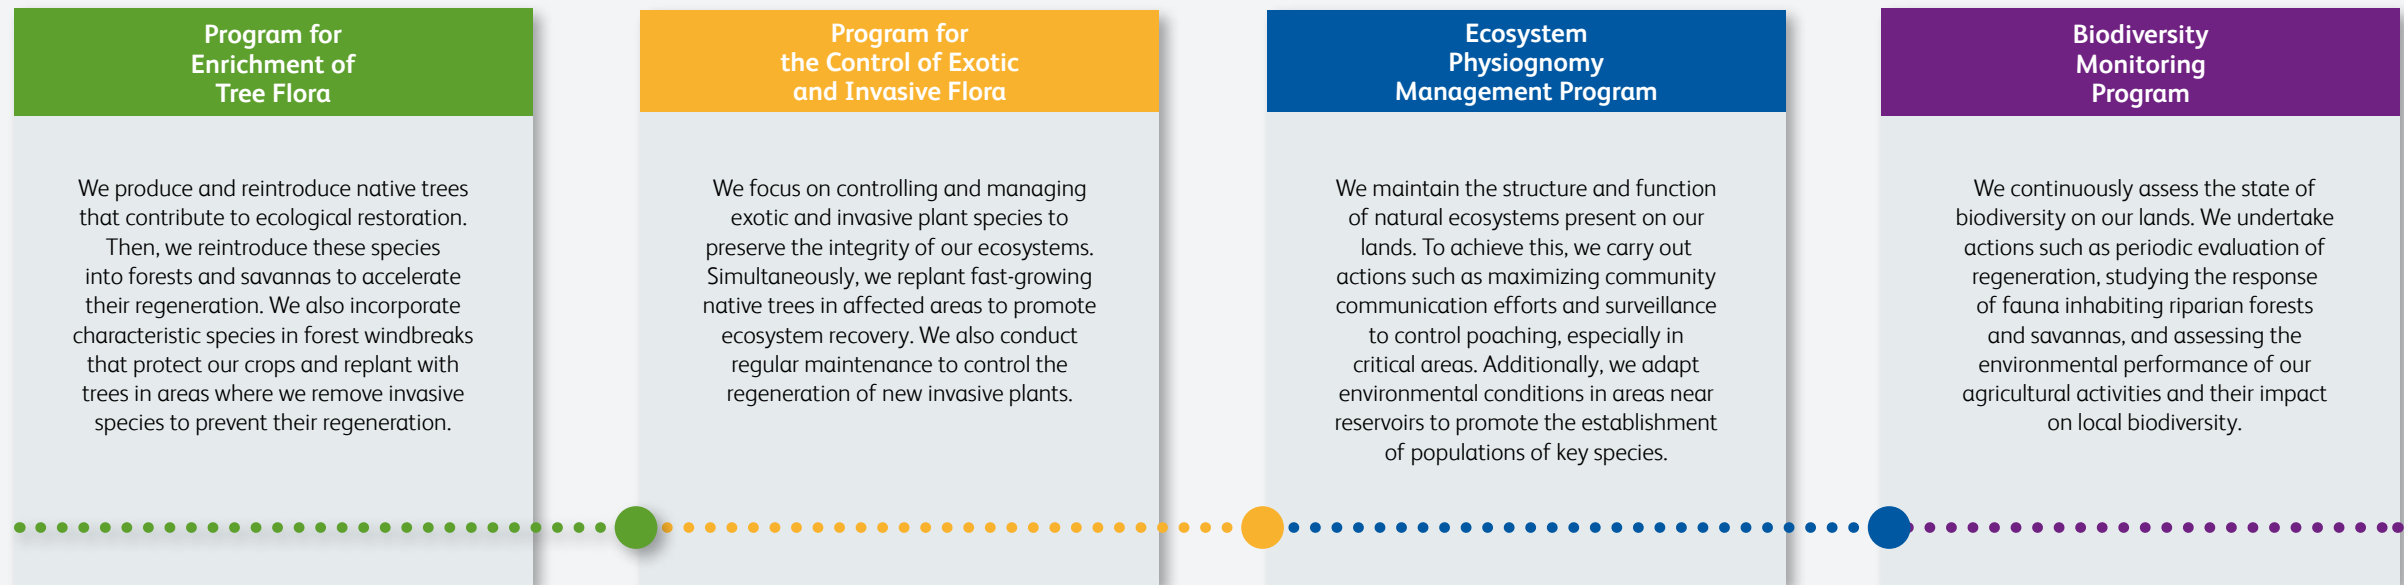 Program for
Enrichment of
Tree Flora
We produce and reintroduce native trees
that contribute to ecological restoration.
Then, we reintroduce these species
into forests and savannas to accelerate
their regeneration. We also incorporate
characteristic species in forest windbreaks
that protect our crops and replant with
trees in areas where we remove invasive
species to prevent their regeneration.
Program for
the Control of Exotic
and Invasive Flora
We focus on controlling and managing
exotic and invasive plant species to
preserve the integrity of our ecosystems.
Simultaneously, we replant fast-growing
native trees in affected areas to promote
ecosystem recovery. We also conduct
regular maintenance to control the
regeneration of new invasive plants.
Ecosystem
Physiognomy
Management Program
We maintain the structure and function
of natural ecosystems present on our
lands. To achieve this, we carry out
actions such as maximizing community
communication efforts and surveillance
to control poaching, especially in
critical areas. Additionally, we adapt
environmental conditions in areas near
reservoirs to promote the establishment
of populations of key species.
Biodiversity
Monitoring
Program
We continuously assess the state of
biodiversity on our lands. We undertake
actions such as periodic evaluation of
regeneration, studying the response
of fauna inhabiting riparian forests
and savannas, and assessing the
environmental performance of our
agricultural activities and their impact
on local biodiversity.